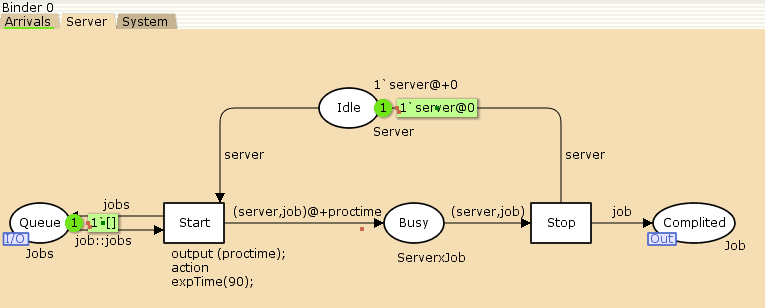 Binder 0
Arrivals Server System
1`server@+0
Idle 1 1`server@0
Server
server server
jobs (server,job)@+proctime (server,job) job
Queue 1 1`[] Start Busy Stop Complited
I/O job::jobs Out
Jobs Job
output (proctime); ServerxJob
action
expTime(90);